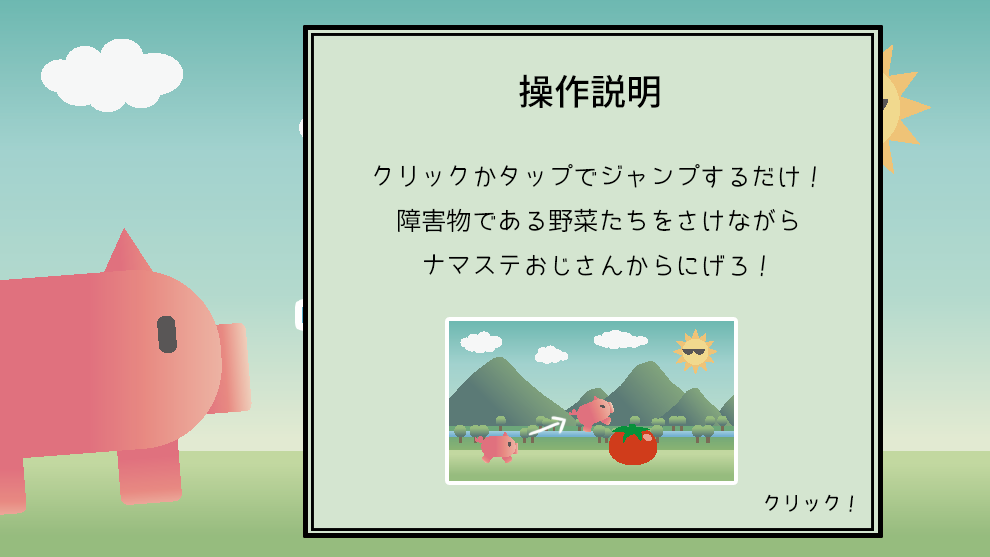 操作説明
クリックかタップでジャンプするだけ！
障害物である野菜たちをさけながら
ナマステおじさんからにげろ！
クリック！